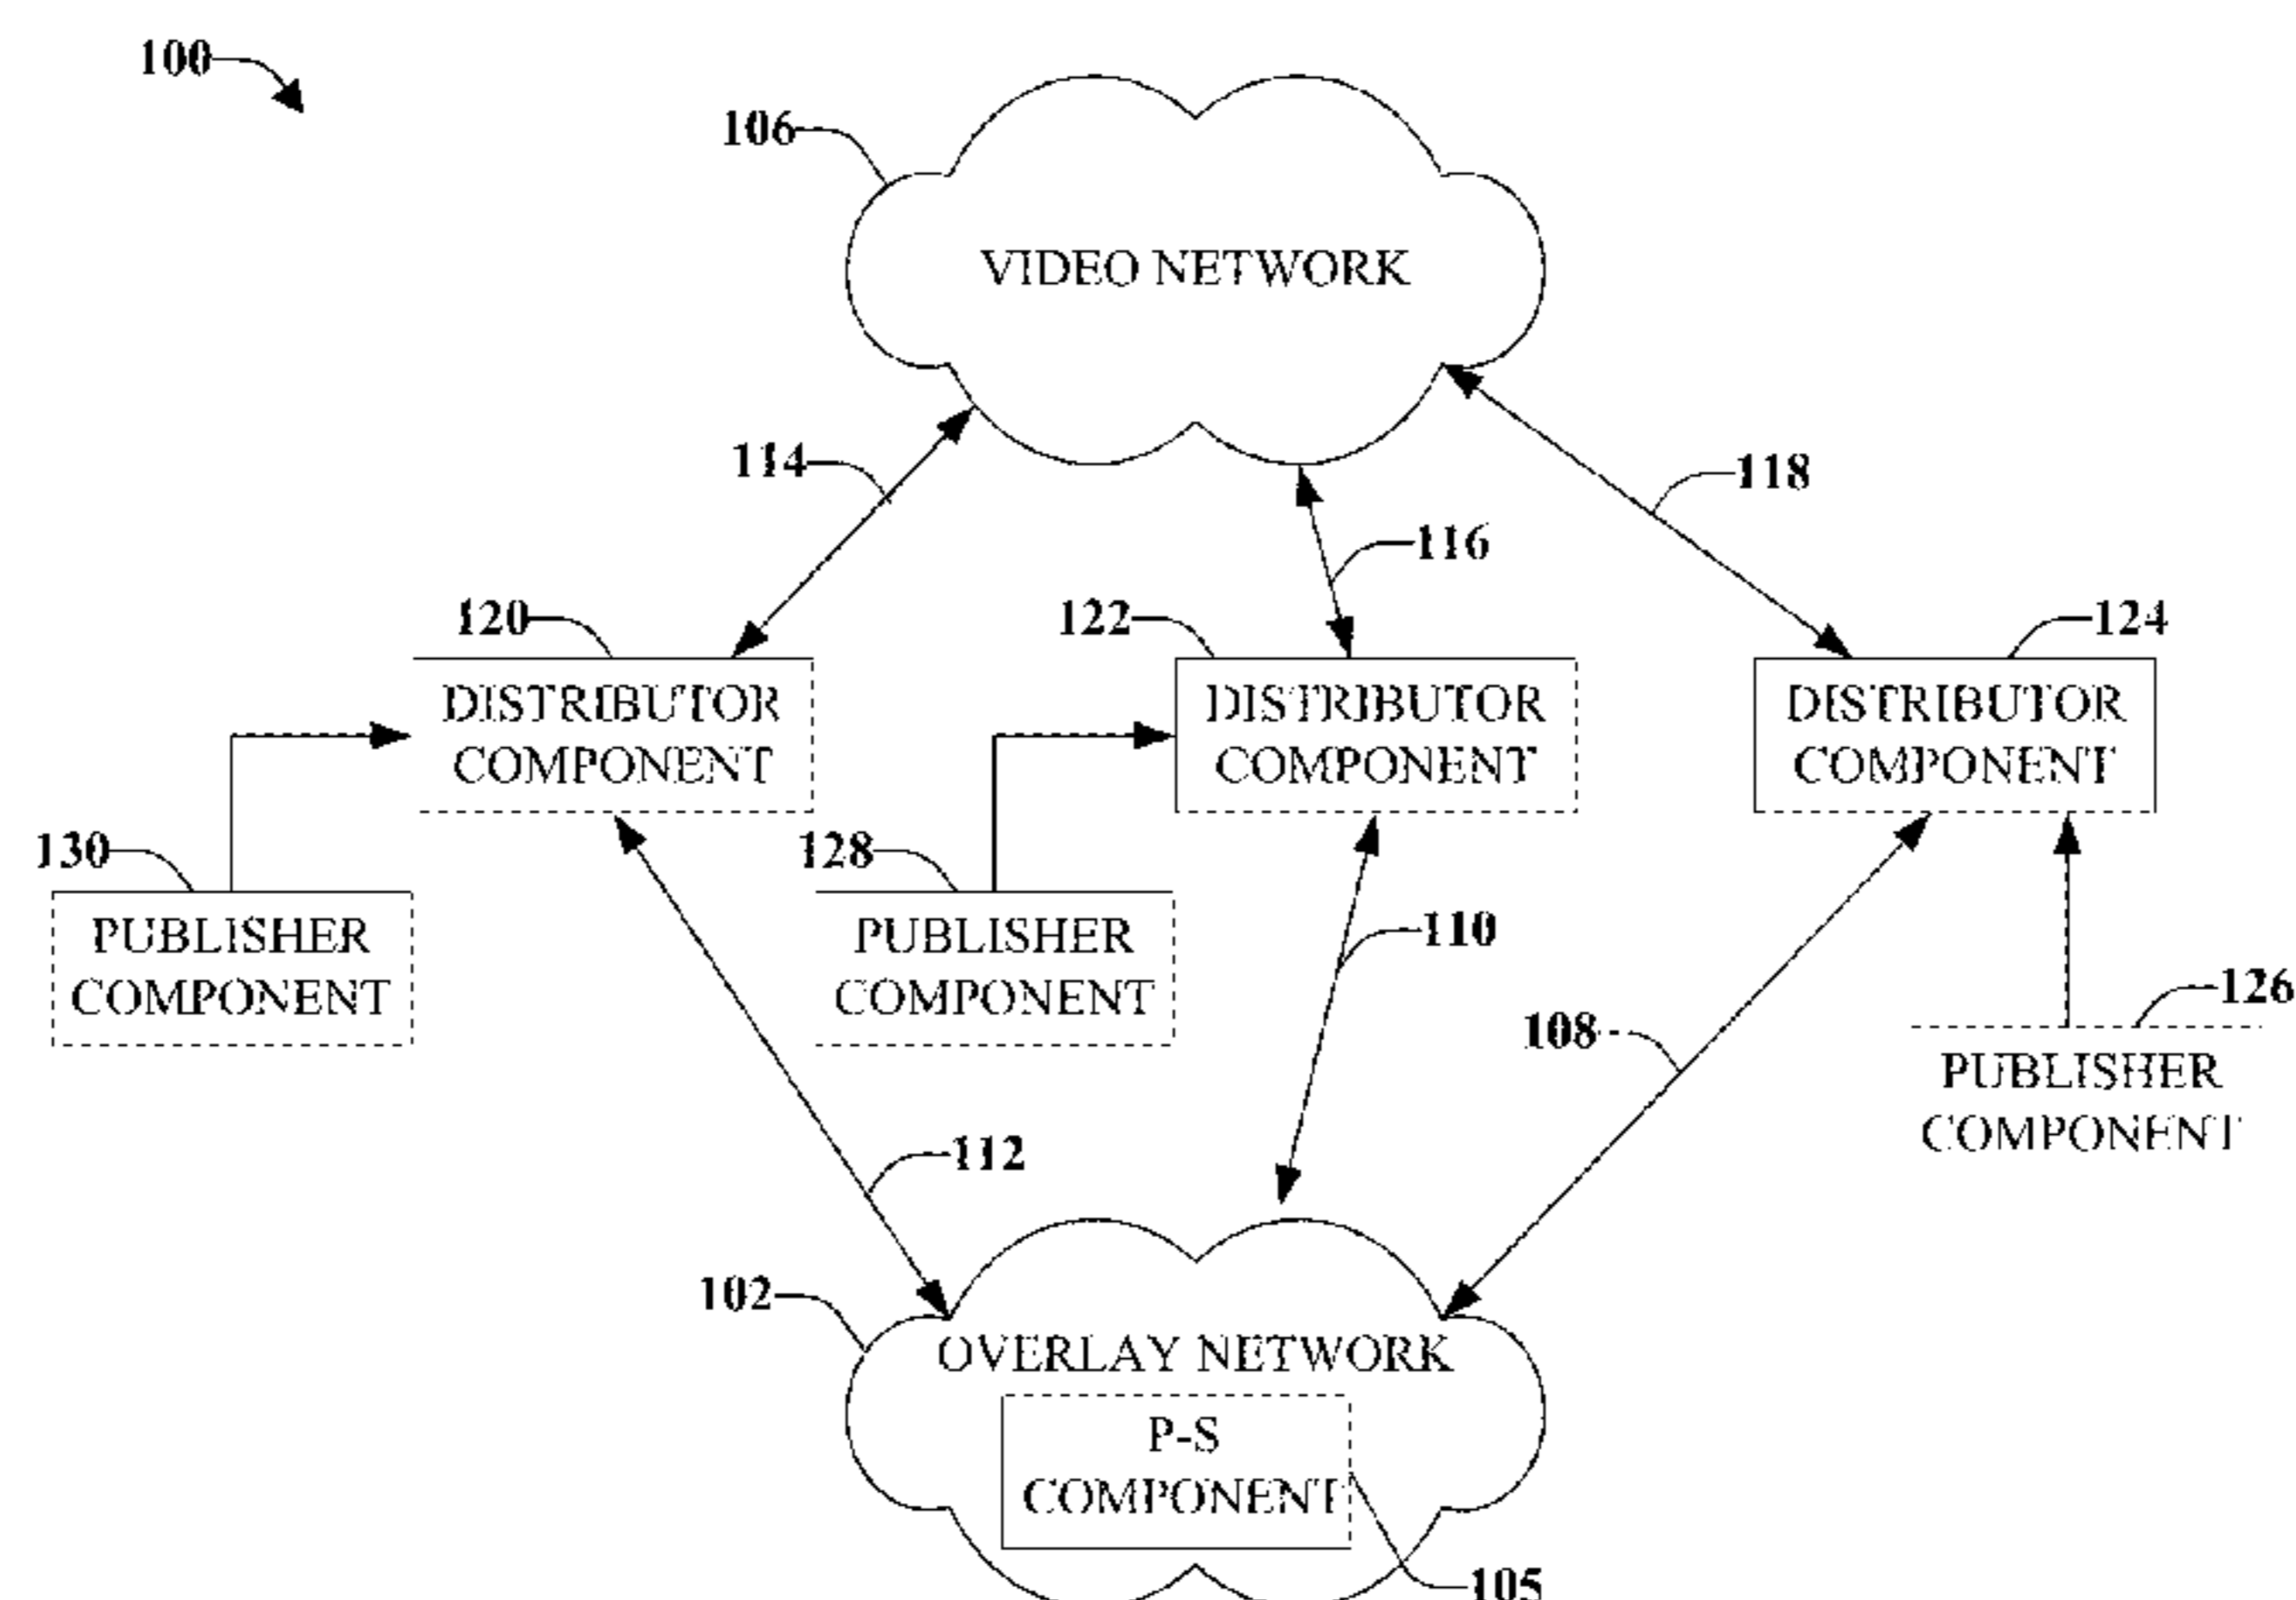 100
106
VIDEO NETWORK
114
118
116
120
122
124
DISTRIBUTOR
COMPONENT
DISTRIBUTOR
COMPONENT
DISTRIBUTOR
COMPONENT
130
128
PUBLISHER
COMPONENT
PUBLISHER
COMPONENT
110
126
108
PUBLISHER
COMPONENT
112
102
OVERLAY NETWORK
P-S
COMPONENT
105